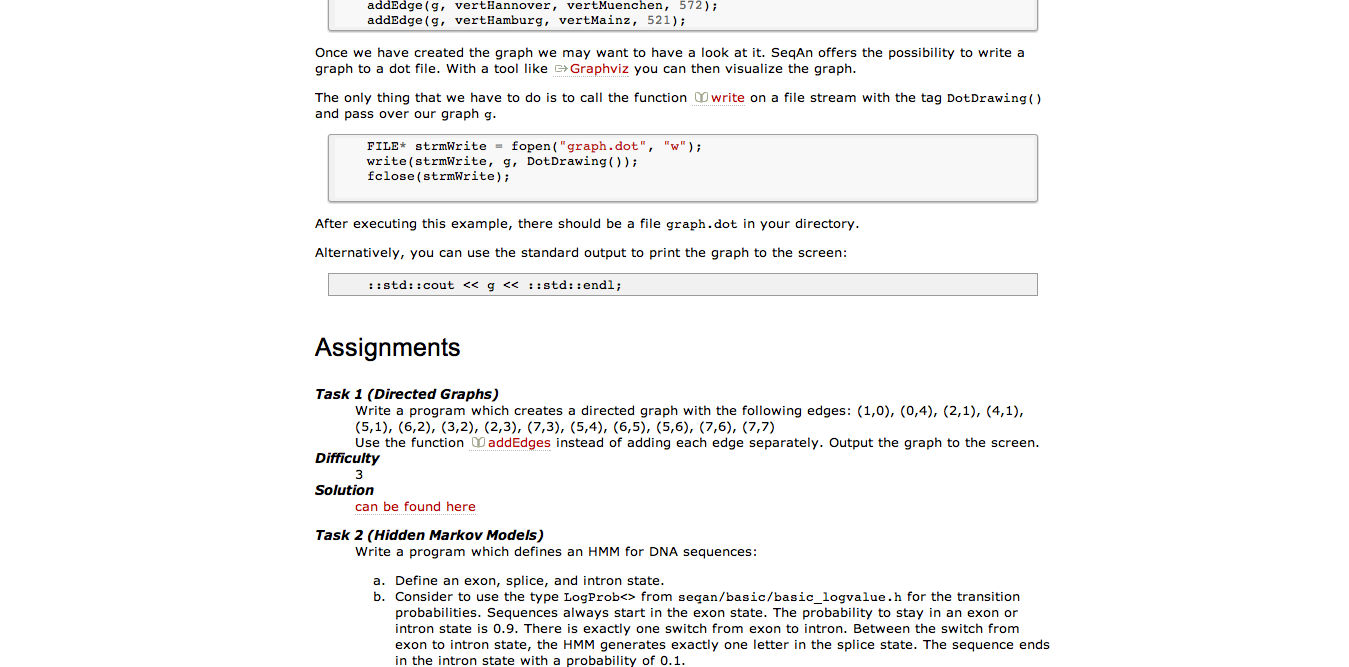 addEdge(g, vertHannover, vertMuenchen, 572);
addEdge(g, vertHamburg, vertMainz, 521);
Once we have created the graph we may want to have a look at it. SeqAn offers the possibility to write a
graph to a dot file. With a tool like Graphviz you can then visualize the graph.
The only thing that we have to do is to call the function write on a file stream with the tag DotDrawing()
and pass over our graph g.
FILE* strmWrite = fopen("graph.dot", "w");
write(strmWrite, g, DotDrawing());
fclose(strmWrite);
After executing this example, there should be a file graph.dot in your directory.
Alternatively, you can use the standard output to print the graph to the screen:
::std::cout << g << ::std::endl;
Assignments
Task 1 (Directed Graphs)
Write a program which creates a directed graph with the following edges: (1,0), (0,4), (2,1), (4,1),
(5,1), (6,2), (3,2), (2,3), (7,3), (5,4), (6,5), (5,6), (7,6), (7,7)
Use the function addEdges instead of adding each edge separately. Output the graph to the screen.
Difficulty
3
Solution
can be found here
Task 2 (Hidden Markov Models)
Write a program which defines an HMM for DNA sequences:
a. Define an exon, splice, and intron state.
b. Consider to use the type LogProb<> from seqan/basic/basic_logvalue.h for the transition
probabilities. Sequences always start in the exon state. The probability to stay in an exon or
intron state is 0.9. There is exactly one switch from exon to intron. Between the switch from
exon to intron state, the HMM generates exactly one letter in the splice state. The sequence ends
in the intron state with a probability of 0.1.